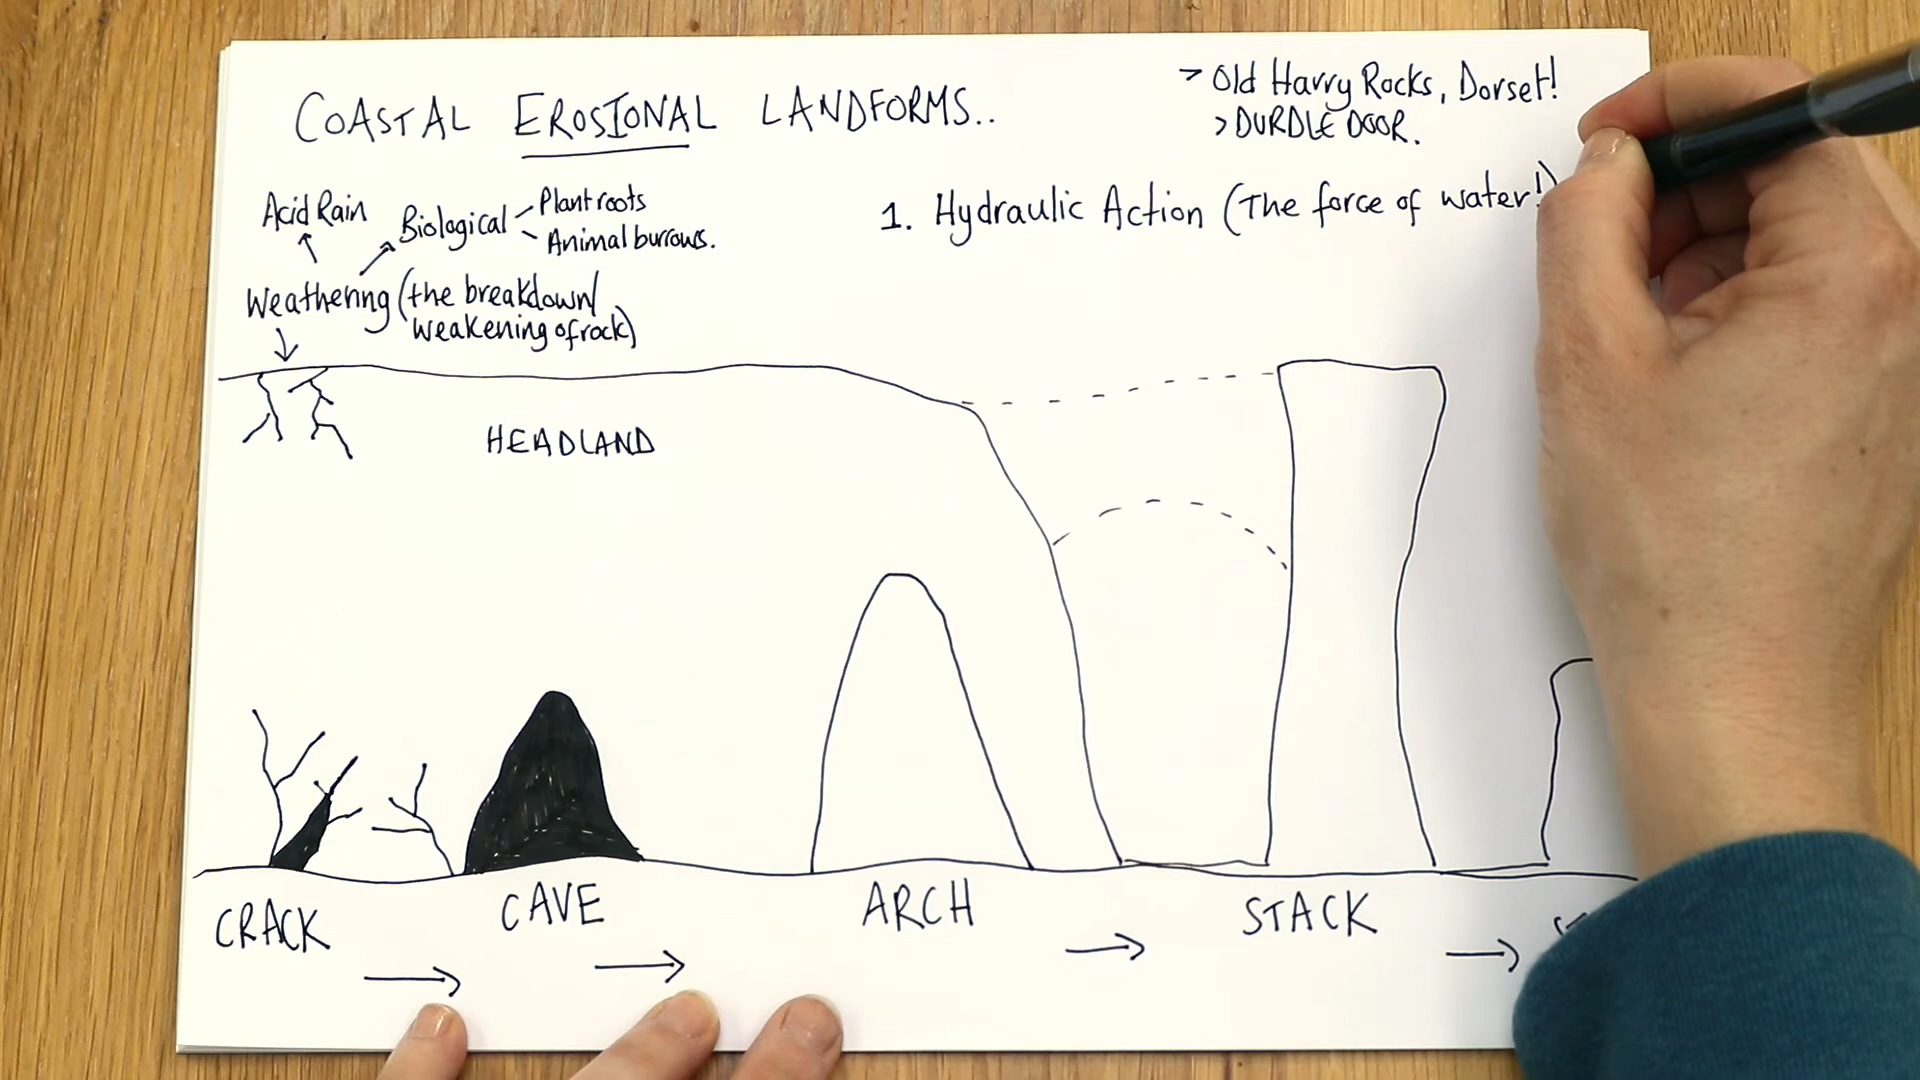 COASTAL EROSIONAL LANDFORMS..
> Old Harry Rocks, Dorset!
> DURDLE DOOR.
Acid Rain
Biological
Plant roots
Animal burrows.
Weathering (the breakdown/
weakening of rock)
1. Hydraulic Action (The force of water!)
HEADLAND
CRACK
CAVE
ARCH
STACK